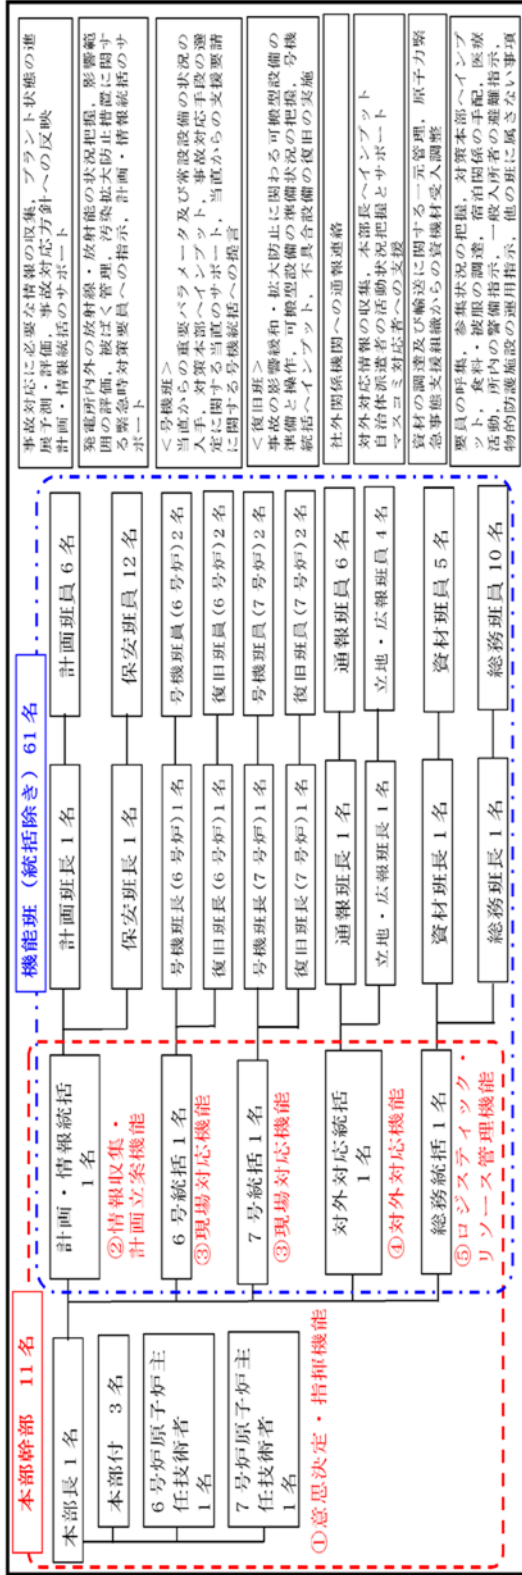 本部幹部 11名
機能班（統括除き）61名
本部長 1名
本部付 3名
6号炉原子炉主
任技術者
1名
7号炉原子炉主
任技術者
1名
①意思決定・指揮機能
計画・情報統括
1名
②情報収集・
計画立案機能
6号統括 1名
③現場対応機能
7号統括 1名
③現場対応機能
対外対応統括
1名
④対外対応機能
総務統括 1名
⑤ロジスティック・
リソース管理機能
計画班長 1名
保安班長 1名
号機班長(6号炉)1名
復旧班長(6号炉)1名
号機班長(7号炉)1名
復旧班長(7号炉)1名
通報班長 1名
立地・広報班長 1名
資材班長 1名
総務班長 1名
計画班員 6名
保安班員 12名
号機班員(6号炉)2名
復旧班員(6号炉)2名
号機班員(7号炉)2名
復旧班員(7号炉)2名
通報班員 6名
立地・広報班員 4名
資材班員 5名
総務班員 10名
事故対応に必要な情報の収集，プラント状態の進
展予測・評価，事故対応方針への反映
計画・情報統括のサポート
発電所内外の放射線・放射能の状況把握，影響範
囲の評価，被ばく管理，汚染拡大防止措置に関す
る緊急時対策要員への指示，計画・情報統括のサ
ポート
＜号機班＞
当直からの重要パラメータ及び常設設備の状況の
入手，対策本部へインプット，事故対応手段の選
定に関する当直のサポート，当直からの支援要請
に関する号機統括への提言
＜復旧班＞
事故の影響緩和・拡大防止に関わる可搬型設備の
準備と操作，可搬型設備の準備状況の把握，号機
統括へインプット，不具合設備の復旧の実施
社外関係機関への通報連絡
対外対応情報の収集，本部長へインプット
自治体派遣者の活動状況把握とサポート
マスコミ対応者への支援
資材の調達及び輸送に関する一元管理，原子力緊
急事態支援組織からの資機材受入調整
要員の呼集，参集状況の把握，対策本部へインプ
ット，食料・被服の調達，宿泊関係の手配，医療
活動，所内の警備指示，一般入所者の避難指示，
物的防護施設の運用指示，他の班に属さない事項